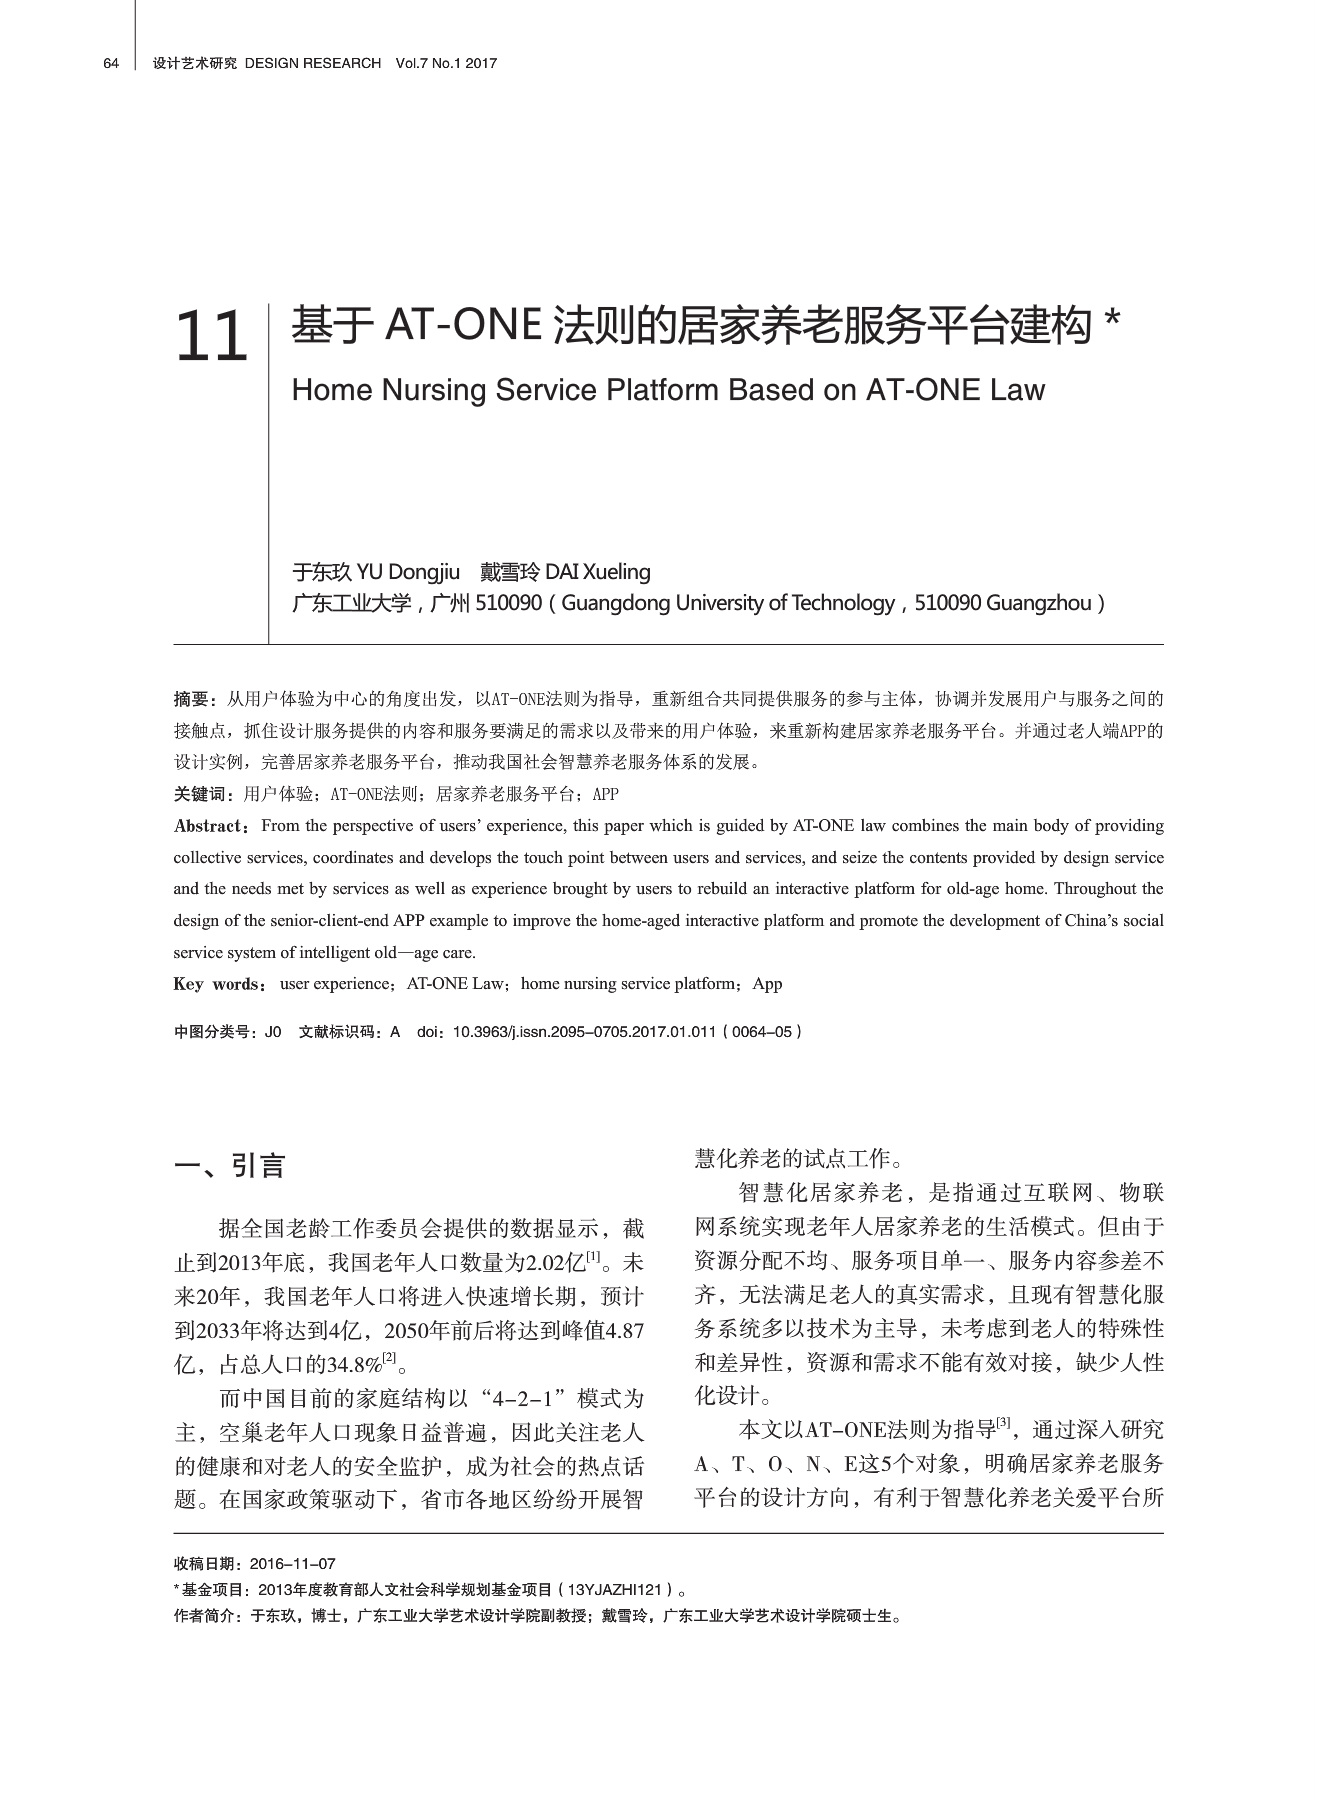 64 设计艺术研究 DESIGN RESEARCH Vol.7 No.1 2017
11
基于 AT-ONE 法则的居家养老服务平台建构 *
Home Nursing Service Platform Based on AT-ONE Law
于东玖 YU Dongjiu 戴雪玲 DAI Xueling
广东工业大学，广州 510090（Guangdong University of Technology，510090 Guangzhou）
摘要：从用户体验为中心的角度出发，以AT-ONE法则为指导，重新组合共同提供服务的参与主体，协调并发展用户与服务之间的
接触点，抓住设计服务提供的内容和服务要满足的需求以及带来的用户体验，来重新构建居家养老服务平台。并通过老人端APP的
设计实例，完善居家养老服务平台，推动我国社会智慧养老服务体系的发展。
关键词：用户体验；AT-ONE法则；居家养老服务平台；APP
Abstract：From the perspective of users’ experience, this paper which is guided by AT-ONE law combines the main body of providing
collective services, coordinates and develops the touch point between users and services, and seize the contents provided by design service
and the needs met by services as well as experience brought by users to rebuild an interactive platform for old-age home. Throughout the
design of the senior-client-end APP example to improve the home-aged interactive platform and promote the development of China’s social
service system of intelligent old—age care.
Key words： user experience；AT-ONE Law；home nursing service platform；App
中图分类号：J0 文献标识码：A doi：10.3963/j.issn.2095–0705.2017.01.011（0064–05）
一、引言
据全国老龄工作委员会提供的数据显示，截
止到2013年底，我国老年人口数量为2.02亿[1]。未
来20年，我国老年人口将进入快速增长期，预计
到2033年将达到4亿，2050年前后将达到峰值4.87
亿，占总人口的34.8%[2]。
而中国目前的家庭结构以“4–2–1”模式为
主，空巢老年人口现象日益普遍，因此关注老人
的健康和对老人的安全监护，成为社会的热点话
题。在国家政策驱动下，省市各地区纷纷开展智
慧化养老的试点工作。
智慧化居家养老，是指通过互联网、物联
网系统实现老年人居家养老的生活模式。但由于
资源分配不均、服务项目单一、服务内容参差不
齐，无法满足老人的真实需求，且现有智慧化服
务系统多以技术为主导，未考虑到老人的特殊性
和差异性，资源和需求不能有效对接，缺少人性
化设计。
本文以AT–ONE法则为指导[3]，通过深入研究
A、T、O、N、E这5个对象，明确居家养老服务
平台的设计方向，有利于智慧化养老关爱平台所
收稿日期：2016–11–07
*基金项目：2013年度教育部人文社会科学规划基金项目（13YJAZHI121）。
作者简介：于东玖，博士，广东工业大学艺术设计学院副教授；戴雪玲，广东工业大学艺术设计学院硕士生。